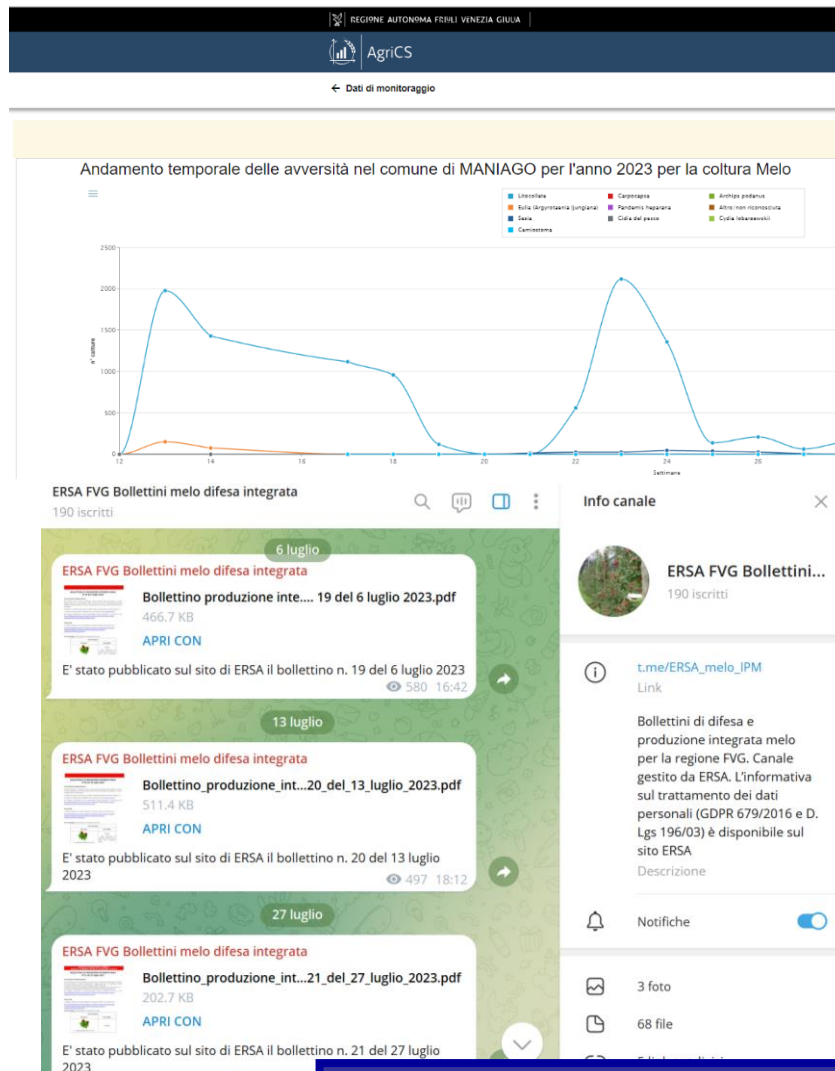 REGIONE AUTONOMA FRIULI VENEZIA GIULIA
AgriCS
← Dati di monitoraggio
Andamento temporale delle avversità nel comune di MANIAGO per l'anno 2023 per la coltura Melo
Litocollete
Carpocapsa
Archips podanus
Eulia (Argyrotaenia ljungiana)
Pandemis heparana
Altro/non riconosciuta
Sesia
Cidia del pesco
Cydia lobarzewskii
Cemiostoma
2500
2000
1500
1000
500
0
n° catture
12
14
16
18
20
22
24
26
Settimane
ERSA FVG Bollettini melo difesa integrata
190 iscritti
6 luglio
ERSA FVG Bollettini melo difesa integrata
Bollettino produzione inte.... 19 del 6 luglio 2023.pdf
466.7 KB
APRI CON
E' stato pubblicato sul sito di ERSA il bollettino n. 19 del 6 luglio 2023
580 16:42
13 luglio
ERSA FVG Bollettini melo difesa integrata
Bollettino_produzione_int...20_del_13_luglio_2023.pdf
511.4 KB
APRI CON
E' stato pubblicato sul sito di ERSA il bollettino n. 20 del 13 luglio
2023
497 18:12
27 luglio
ERSA FVG Bollettini melo difesa integrata
Bollettino_produzione_int...21_del_27_luglio_2023.pdf
202.7 KB
APRI CON
E' stato pubblicato sul sito di ERSA il bollettino n. 21 del 27 luglio
2023
Info canale
ERSA FVG Bollettini...
190 iscritti
t.me/ERSA_melo_IPM
Link
Bollettini di difesa e
produzione integrata melo
per la regione FVG. Canale
gestito da ERSA. L'informativa
sul trattamento dei dati
personali (GDPR 679/2016 e D.
Lgs 196/03) è disponibile sul
sito ERSA
Descrizione
Notifiche
3 foto
68 file